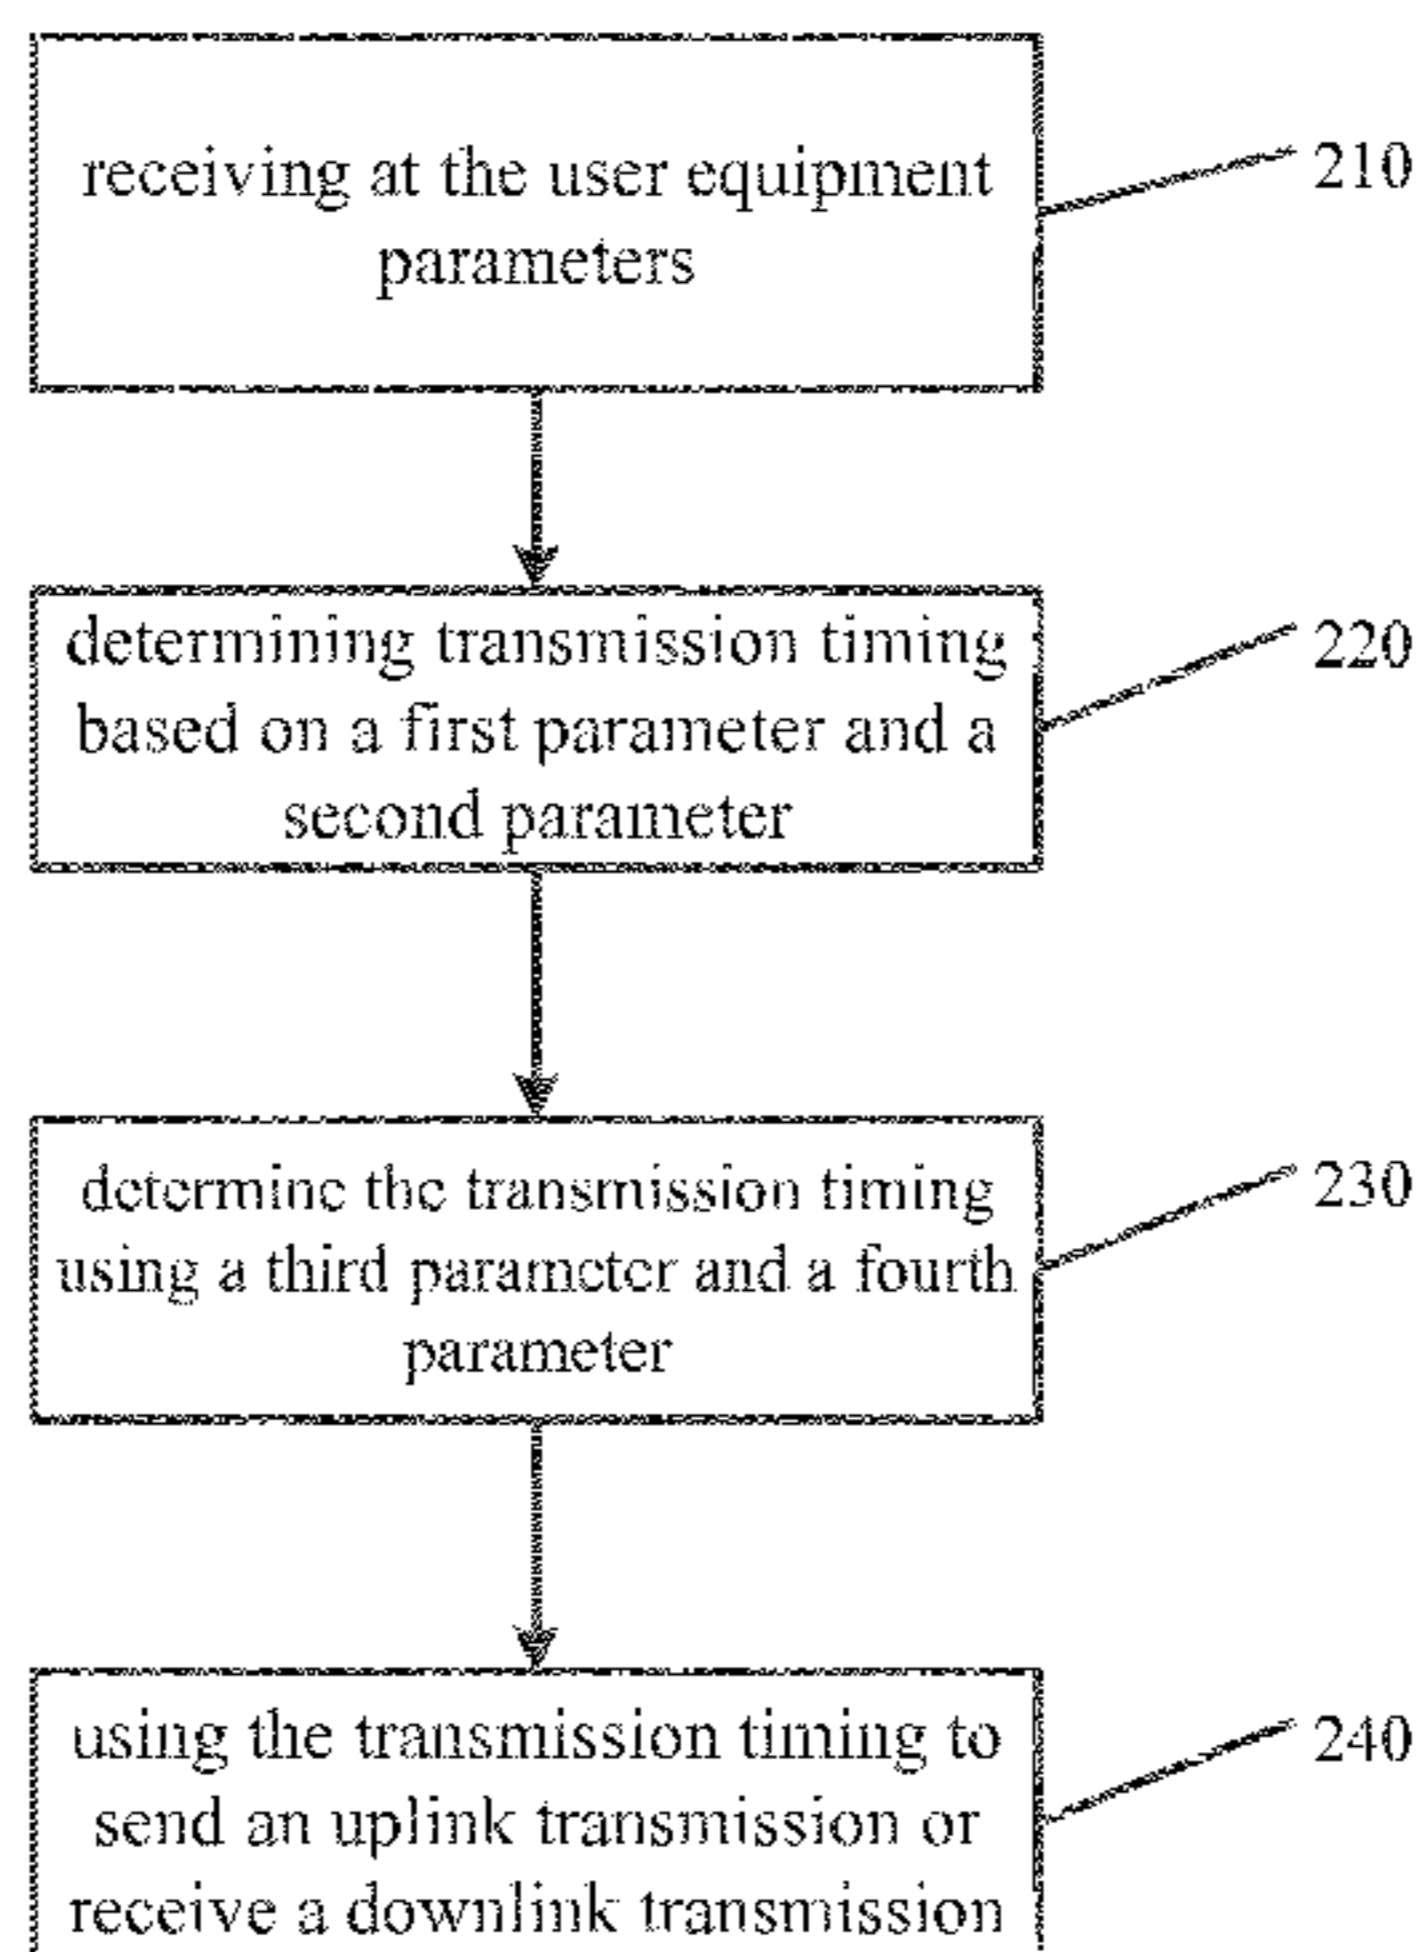 receiving at the user equipment
parameters
210
determining transmission timing
based on a first parameter and a
second parameter
220
determine the transmission timing
using a third parameter and a fourth
parameter
230
using the transmission timing to
send an uplink transmission or
receive a downlink transmission
240